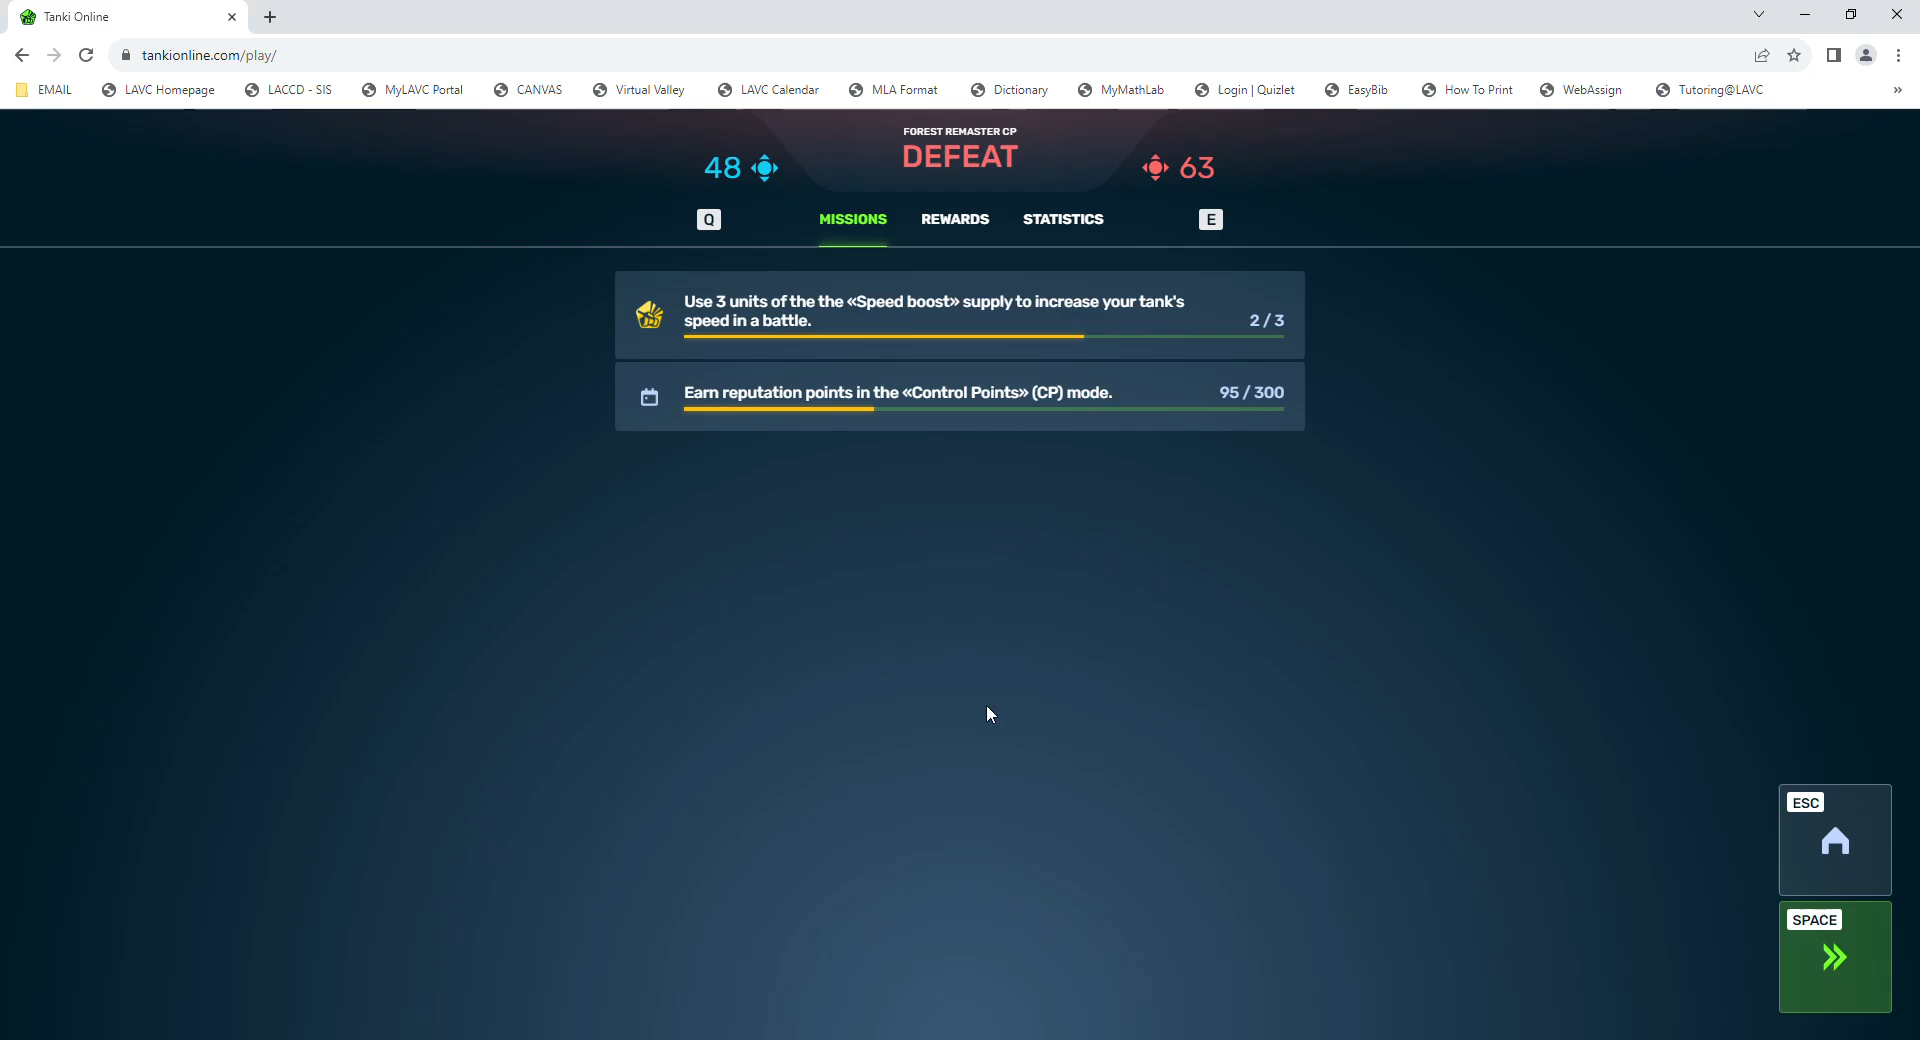 Tanki Online
tankionline.com/play/
EMAIL LAVC Homepage LACCD - SIS MyLAVC Portal CANVAS Virtual Valley LAVC Calendar MLA Format Dictionary MyMathLab Login | Quizlet EasyBib How To Print WebAssign Tutoring@LAVC »
FOREST REMASTER CP
DEFEAT
48 63
Q MISSIONS REWARDS STATISTICS E
Use 3 units of the the «Speed boost» supply to increase your tank's
speed in a battle. 2 / 3
Earn reputation points in the «Control Points» (CP) mode. 95 / 300
ESC
SPACE